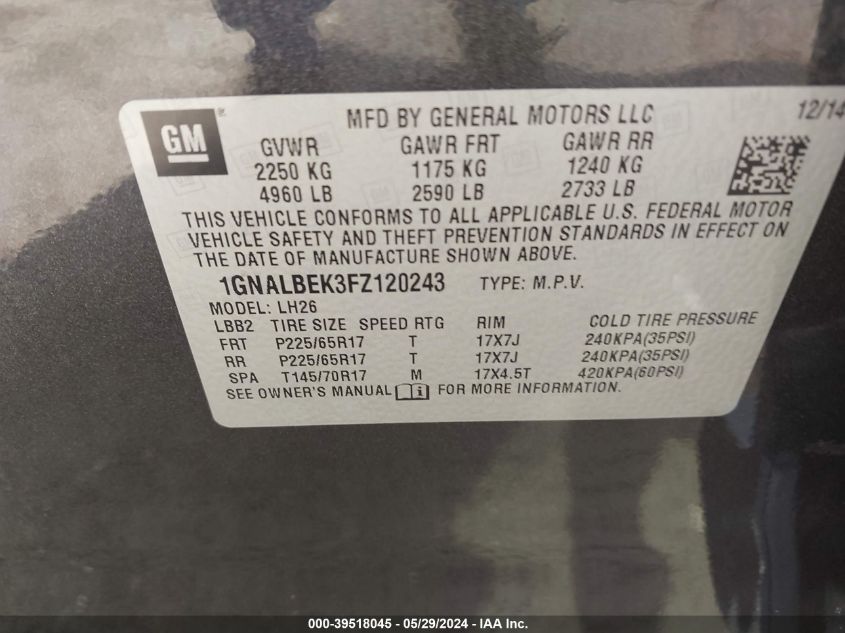 GM
MFD BY GENERAL MOTORS LLC 12/14
GVWR GAWR FRT GAWR RR
2250 KG 1175 KG 1240 KG
4960 LB 2590 LB 2733 LB
THIS VEHICLE CONFORMS TO ALL APPLICABLE U.S. FEDERAL MOTOR
VEHICLE SAFETY AND THEFT PREVENTION STANDARDS IN EFFECT ON
THE DATE OF MANUFACTURE SHOWN ABOVE.
1GNALBEK3FZ120243 TYPE: M.P.V.
MODEL: LH26
LBB2 TIRE SIZE SPEED RTG RIM COLD TIRE PRESSURE
FRT P225/65R17 T 17X7J 240KPA(35PSI)
RR P225/65R17 T 17X7J 240KPA(35PSI)
SPA T145/70R17 M 17X4.5T 420KPA(60PSI)
SEE OWNER'S MANUAL FOR MORE INFORMATION.
000-39518045 - 05/29/2024 - IAA Inc.